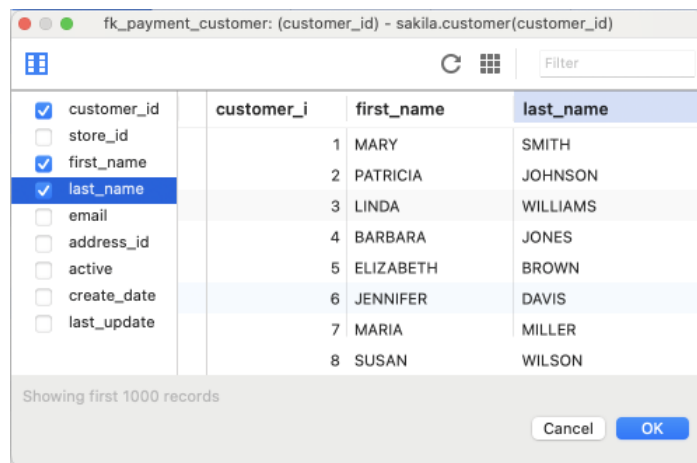 fk_payment_customer: (customer_id) - sakila.customer(customer_id)
Filter
customer_id
store_id
first_name
last_name
email
address_id
active
create_date
last_update
customer_i first_name last_name
1 MARY SMITH
2 PATRICIA JOHNSON
3 LINDA WILLIAMS
4 BARBARA JONES
5 ELIZABETH BROWN
6 JENNIFER DAVIS
7 MARIA MILLER
8 SUSAN WILSON
Showing first 1000 records
Cancel OK